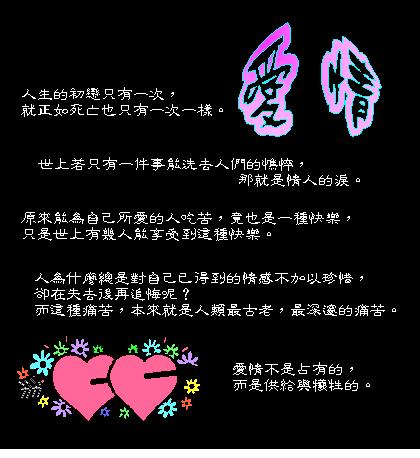 愛情
人生的初戀只有一次，
就正如死亡也只有一次一樣。
世上若只有一件事能洗去人們的憔悴，
那就是情人的淚。
原來能為自己所愛的人吃苦，竟也是一種快樂，
只是世上有幾人能享受到這種快樂。
人為什麼總是對自己已得到的情感不加以珍惜，
卻在失去後再追悔呢？
而這種痛苦，本來就是人類最古老，最深邃的痛苦。
愛情不是占有的，
而是供給與犧牲的。